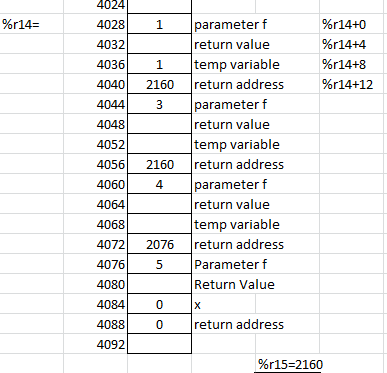 4024
%r14= 4028 1 parameter f %r14+0
4032 return value %r14+4
4036 1 temp variable %r14+8
4040 2160 return address %r14+12
4044 3 parameter f
4048 return value
4052 temp variable
4056 2160 return address
4060 4 parameter f
4064 return value
4068 temp variable
4072 2076 return address
4076 5 Parameter f
4080 Return Value
4084 0 x
4088 0 return address
4092
%r15=2160